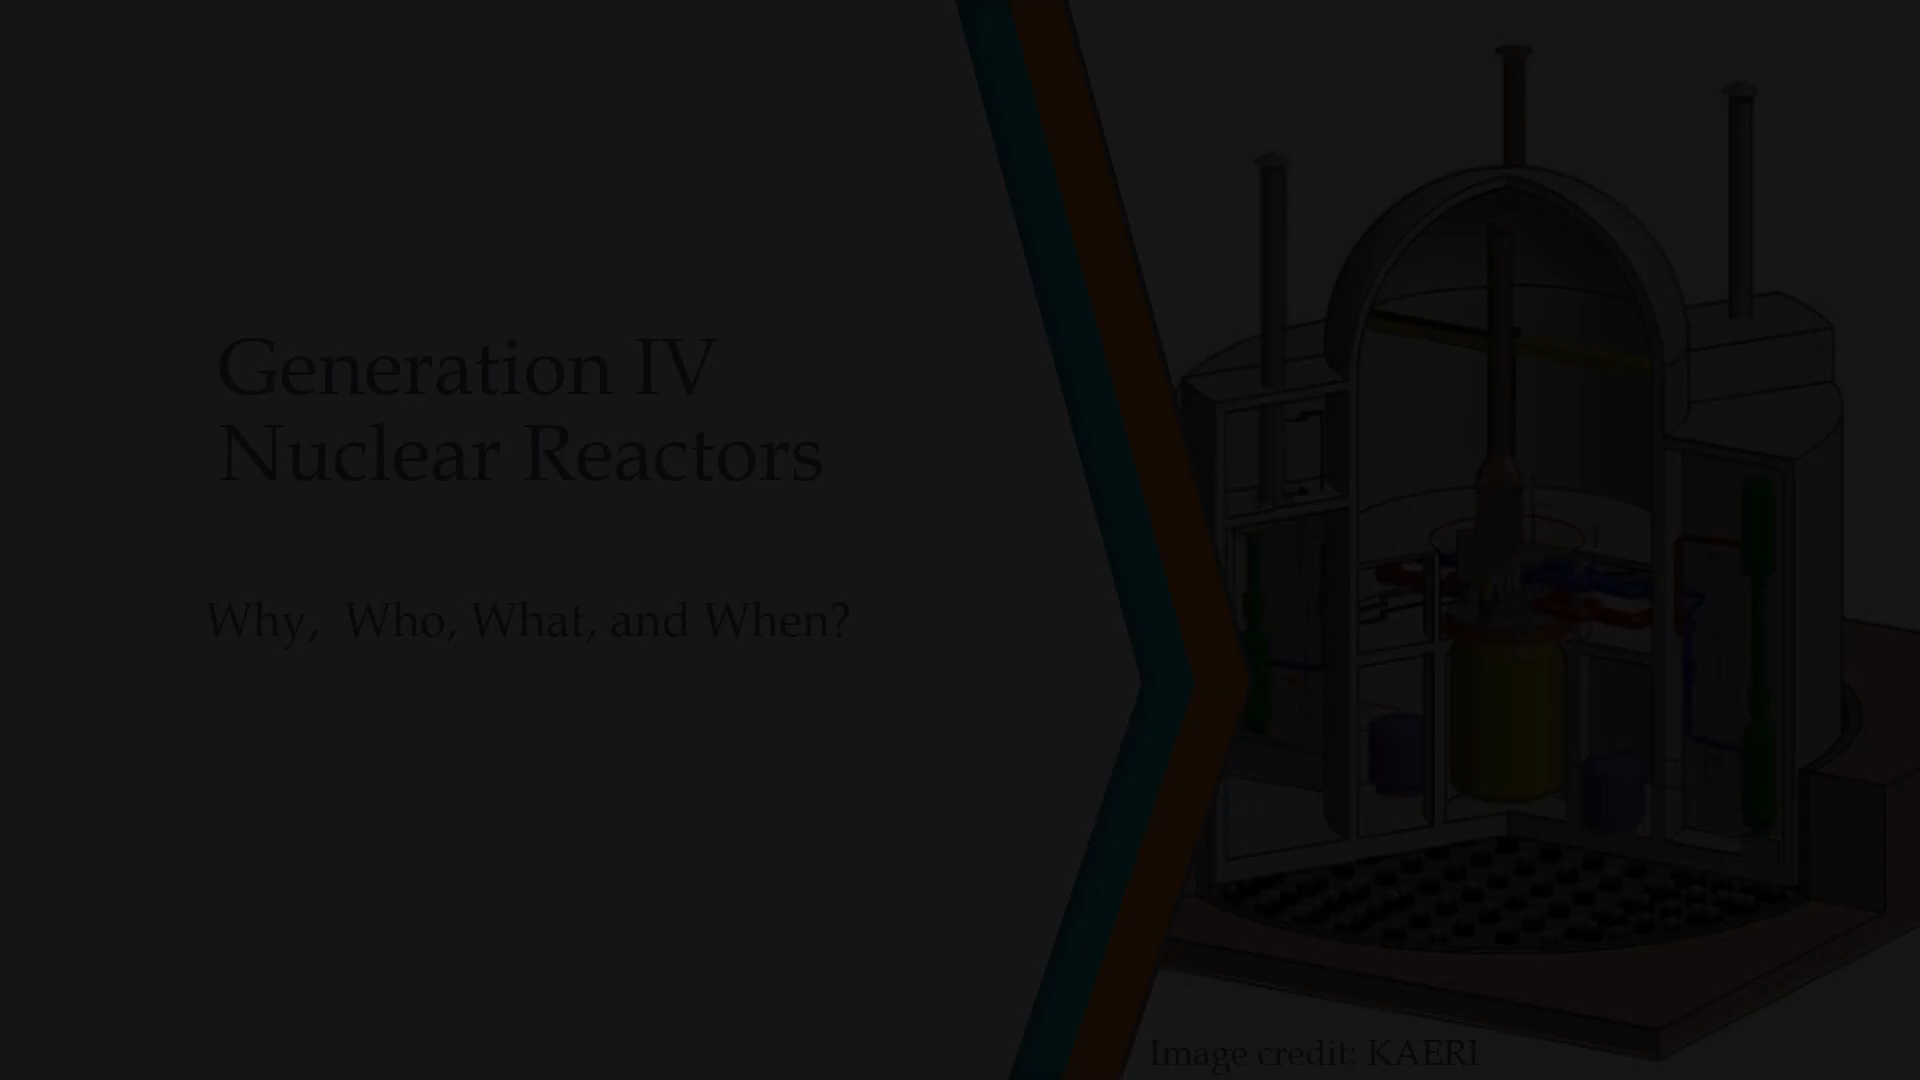 Generation IV
Nuclear Reactors
Why,  Who, What, and When?
Image credit: KAERI